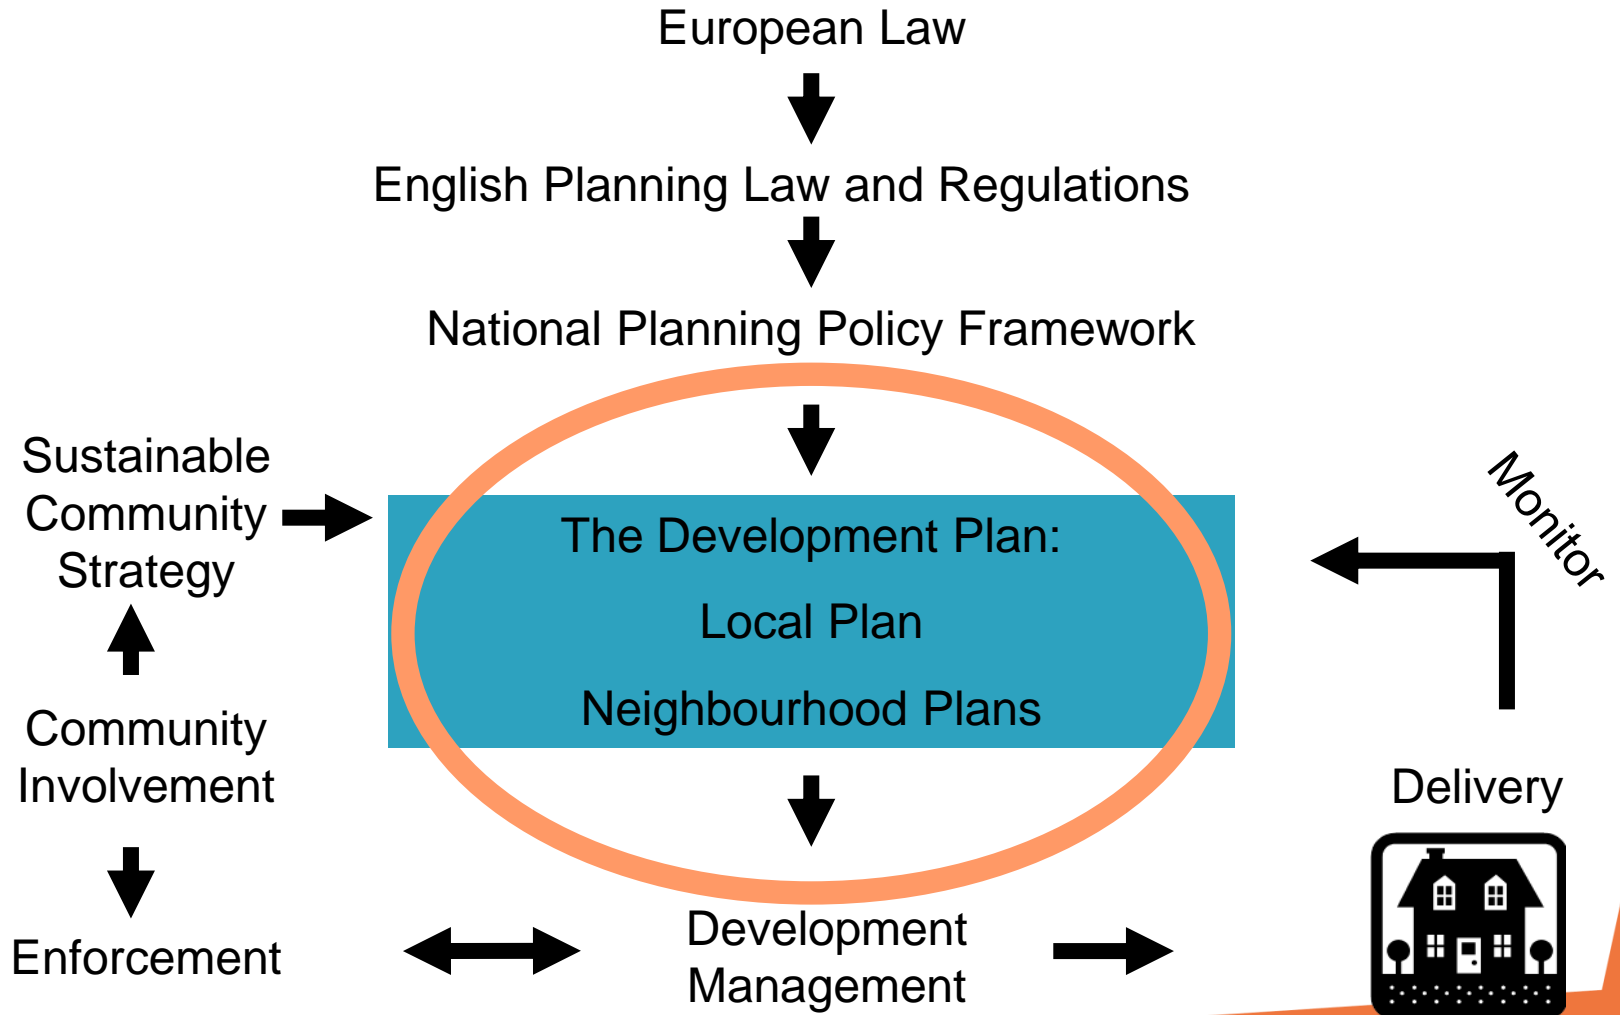 European Law
English Planning Law and Regulations
National Planning Policy Framework
Sustainable
Community
Strategy
The Development Plan:
Local Plan
Neighbourhood Plans
Monitor
Community
Involvement
Delivery
Enforcement
Development
Management